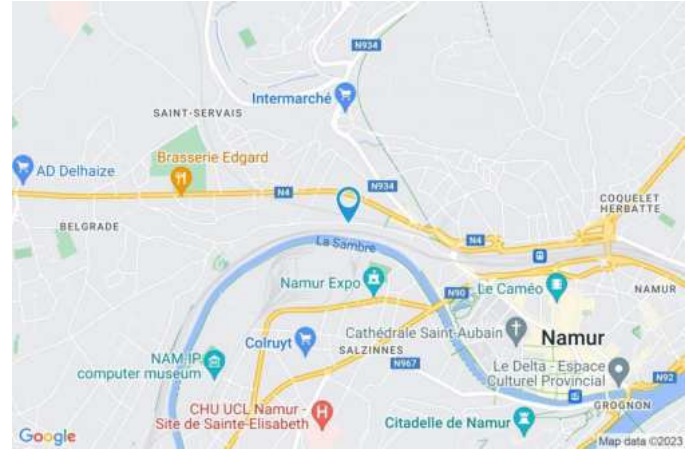 N934
Intermarché
SAINT-SERVAIS
Brasserie Edgard
AD Delhaize
N4
N934
COQUELET
HERBATTE
BELGRADE
La Sambre
N4
Namur Expo
N90
Le Caméo
NAMUR
Cathédrale Saint-Aubain
Namur
Colruyt
SALZINNES
NAM-IP
computer museum
N967
Le Delta - Espace
Culturel Provincial
N92
CHU UCL Namur -
Site de Sainte-Elisabeth
H
Citadelle de Namur
GROGNON
Google
Map data ©2023